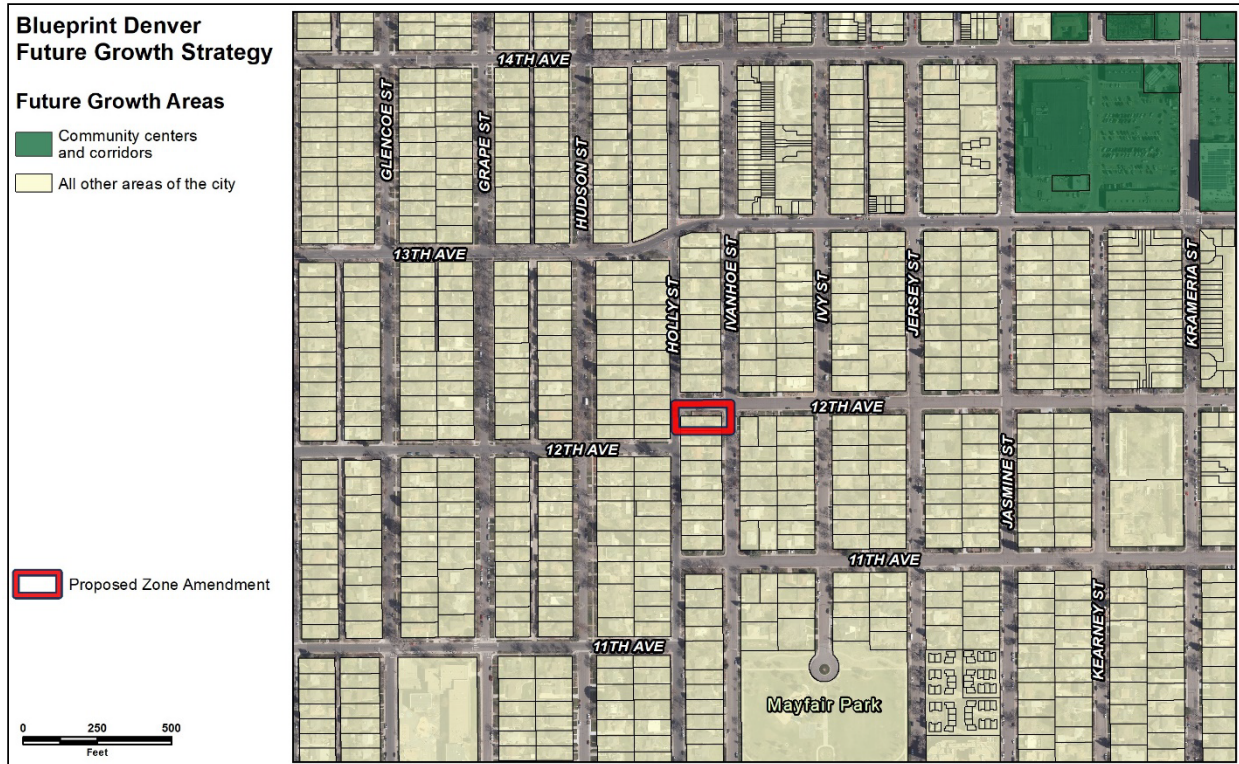 Blueprint Denver
Future Growth Strategy
Future Growth Areas
Community centers
and corridors
All other areas of the city
Proposed Zone Amendment
0 250 500
Feet
14TH AVE
GLENCOE ST
GRAPE ST
HUDSON ST
13TH AVE
HOLLY ST
IVANHOE ST
IVY ST
JERSEY ST
KRAMERIA ST
12TH AVE
12TH AVE
JASMINE ST
11TH AVE
KEARNEY ST
11TH AVE
Mayfair Park